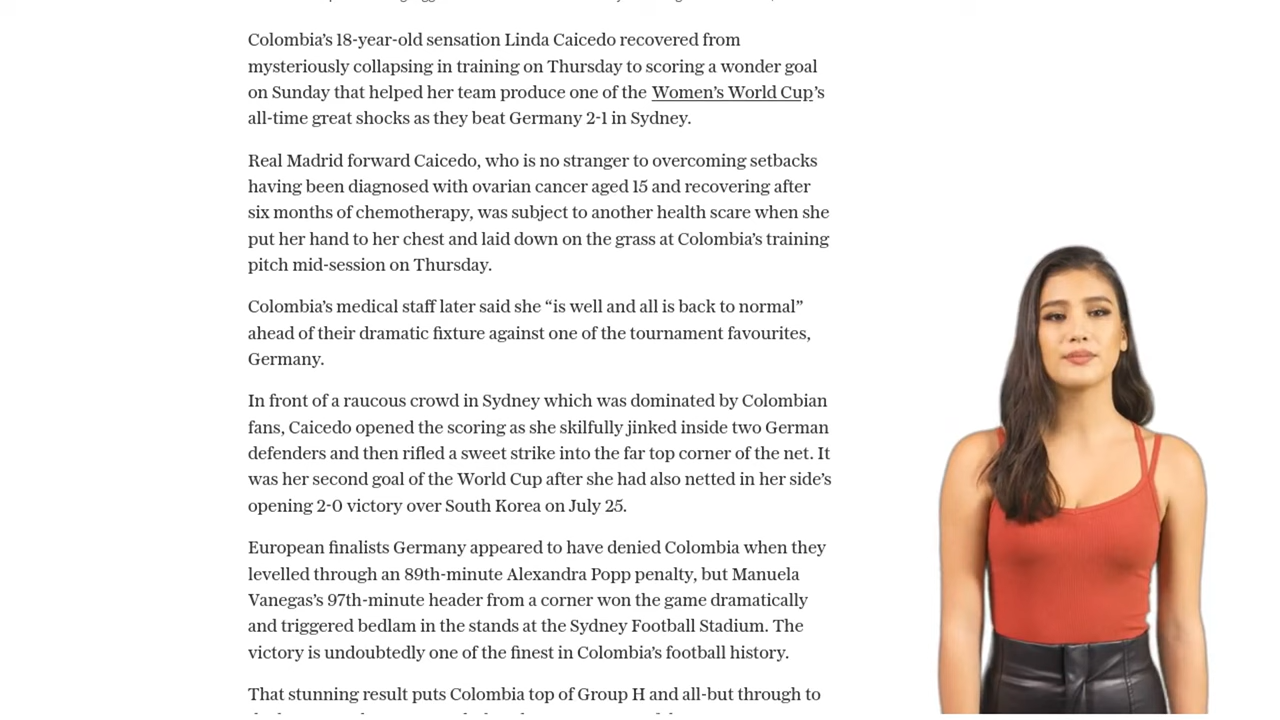 Colombia’s 18-year-old sensation Linda Caicedo recovered from
mysteriously collapsing in training on Thursday to scoring a wonder goal
on Sunday that helped her team produce one of the Women’s World Cup’s
all-time great shocks as they beat Germany 2-1 in Sydney.
Real Madrid forward Caicedo, who is no stranger to overcoming setbacks
having been diagnosed with ovarian cancer aged 15 and recovering after
six months of chemotherapy, was subject to another health scare when she
put her hand to her chest and laid down on the grass at Colombia’s training
pitch mid-session on Thursday.
Colombia’s medical staff later said she “is well and all is back to normal”
ahead of their dramatic fixture against one of the tournament favourites,
Germany.
In front of a raucous crowd in Sydney which was dominated by Colombian
fans, Caicedo opened the scoring as she skilfully jinked inside two German
defenders and then rifled a sweet strike into the far top corner of the net. It
was her second goal of the World Cup after she had also netted in her side’s
opening 2-0 victory over South Korea on July 25.
European finalists Germany appeared to have denied Colombia when they
levelled through an 89th-minute Alexandra Popp penalty, but Manuela
Vanegas’s 97th-minute header from a corner won the game dramatically
and triggered bedlam in the stands at the Sydney Football Stadium. The
victory is undoubtedly one of the finest in Colombia’s football history.
That stunning result puts Colombia top of Group H and all-but through to